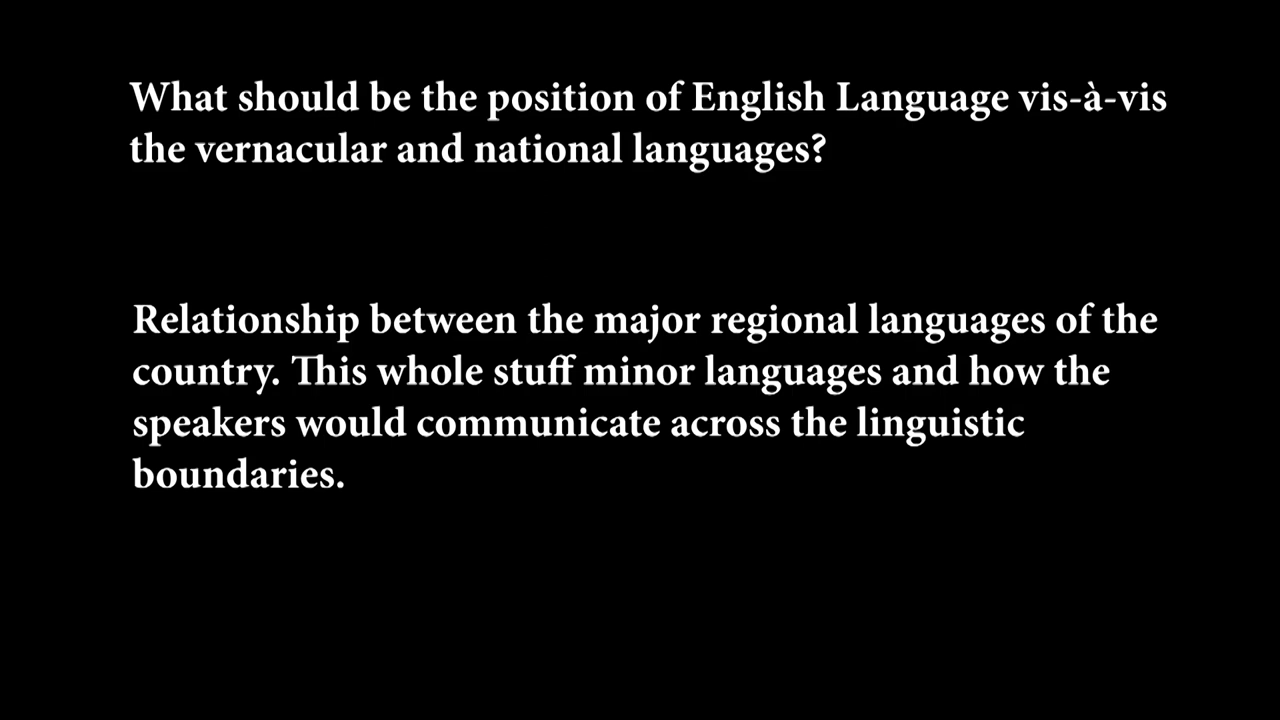 What should be the position of English Language vis-à-vis
the vernacular and national languages?
Relationship between the major regional languages of the
country. This whole stuff minor languages and how the
speakers would communicate across the linguistic
boundaries.